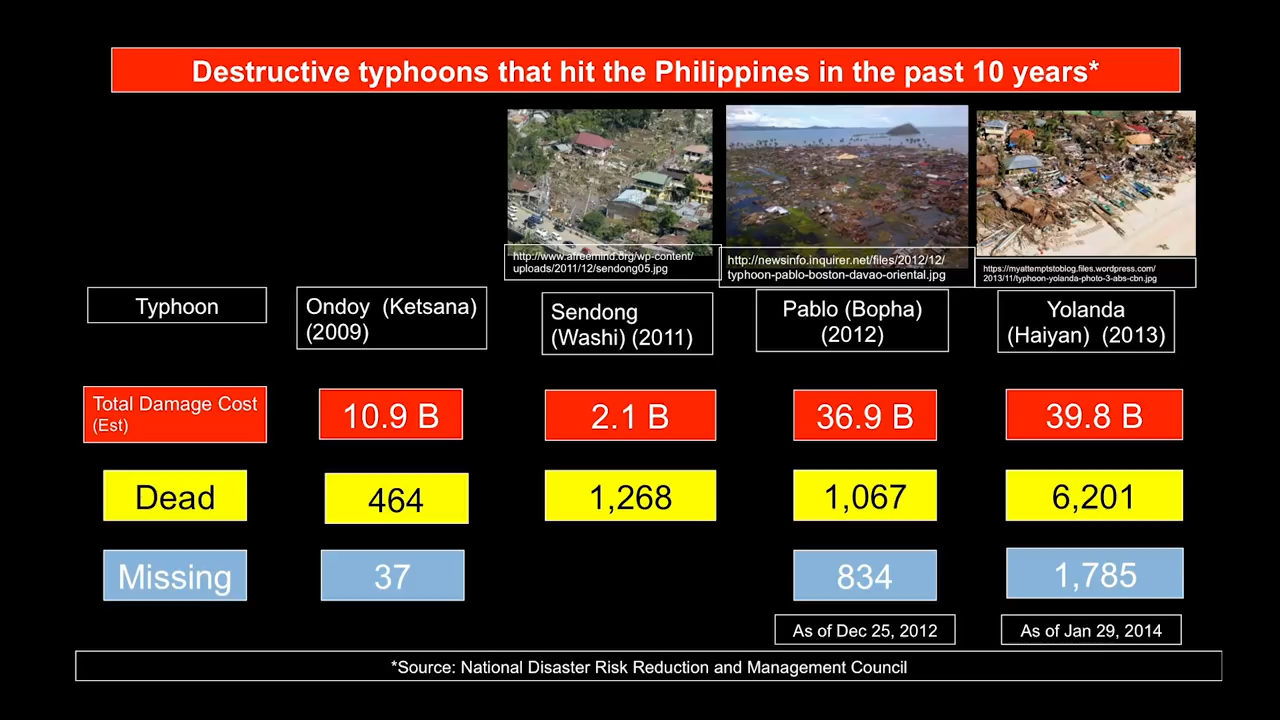 Destructive typhoons that hit the Philippines in the past 10 years*
http://www.afreemind.org/wp-content/
uploads/2011/12/sendong05.jpg
http://newsinfo.inquirer.net/files/2012/12/
typhoon-pablo-boston-davao-oriental.jpg
https://myattemptstoblog.files.wordpress.com/
2013/11/typhoon-yolanda-photo-3-abs-cbn.jpg
Typhoon
Ondoy (Ketsana)
(2009)
Sendong
(Washi) (2011)
Pablo (Bopha)
(2012)
Yolanda
(Haiyan) (2013)
Total Damage Cost
(Est)
10.9 B
2.1 B
36.9 B
39.8 B
Dead
464
1,268
1,067
6,201
Missing
37
834
1,785
As of Dec 25, 2012
As of Jan 29, 2014
*Source: National Disaster Risk Reduction and Management Council